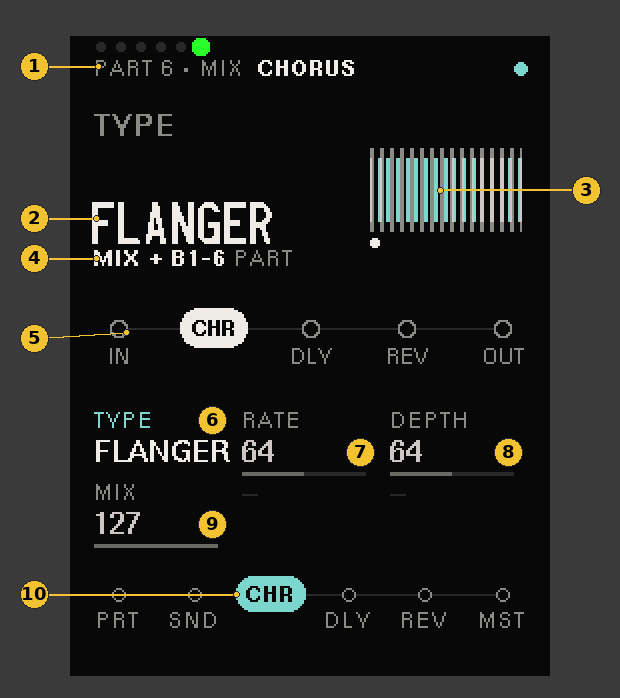 1 PART 6 · MIX CHORUS
TYPE
3
2 FLANGER
4 MIX + B1-6 PART
5 CHR
IN DLY REV OUT
TYPE 6 RATE DEPTH
FLANGER 64 7 64 8
MIX
127 9
10 CHR
PRT SND DLY REV MST